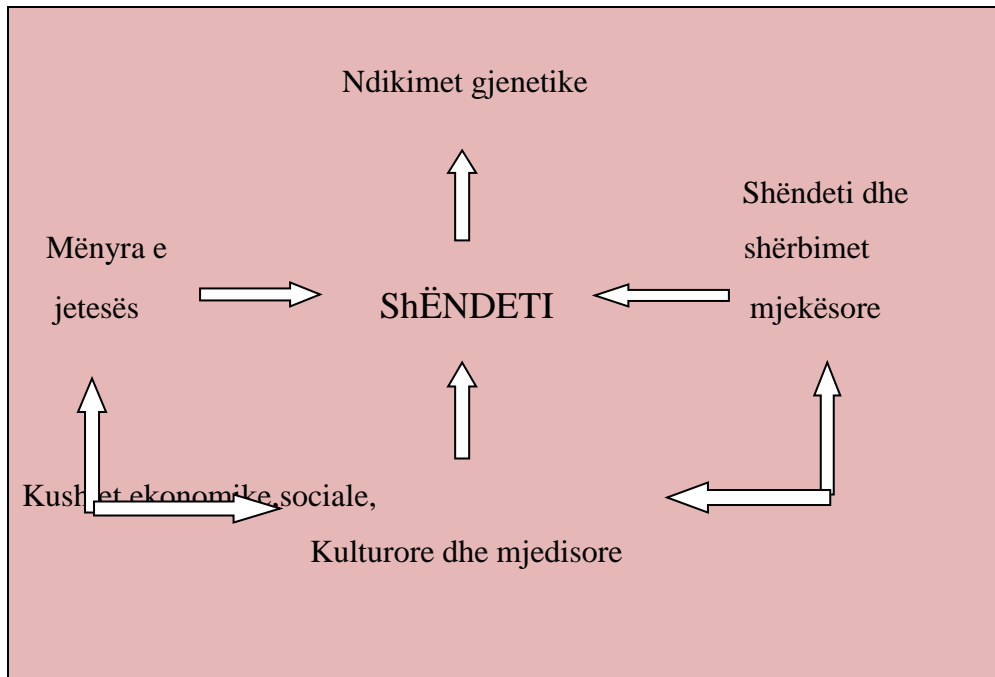 Ndikimet gjenetike
Shëndeti dhe
Mënyra e
shërbimet
jetesës
ShËNDETI
mjekësore
Kushtet ekonomike,sociale,
Kulturore dhe mjedisore